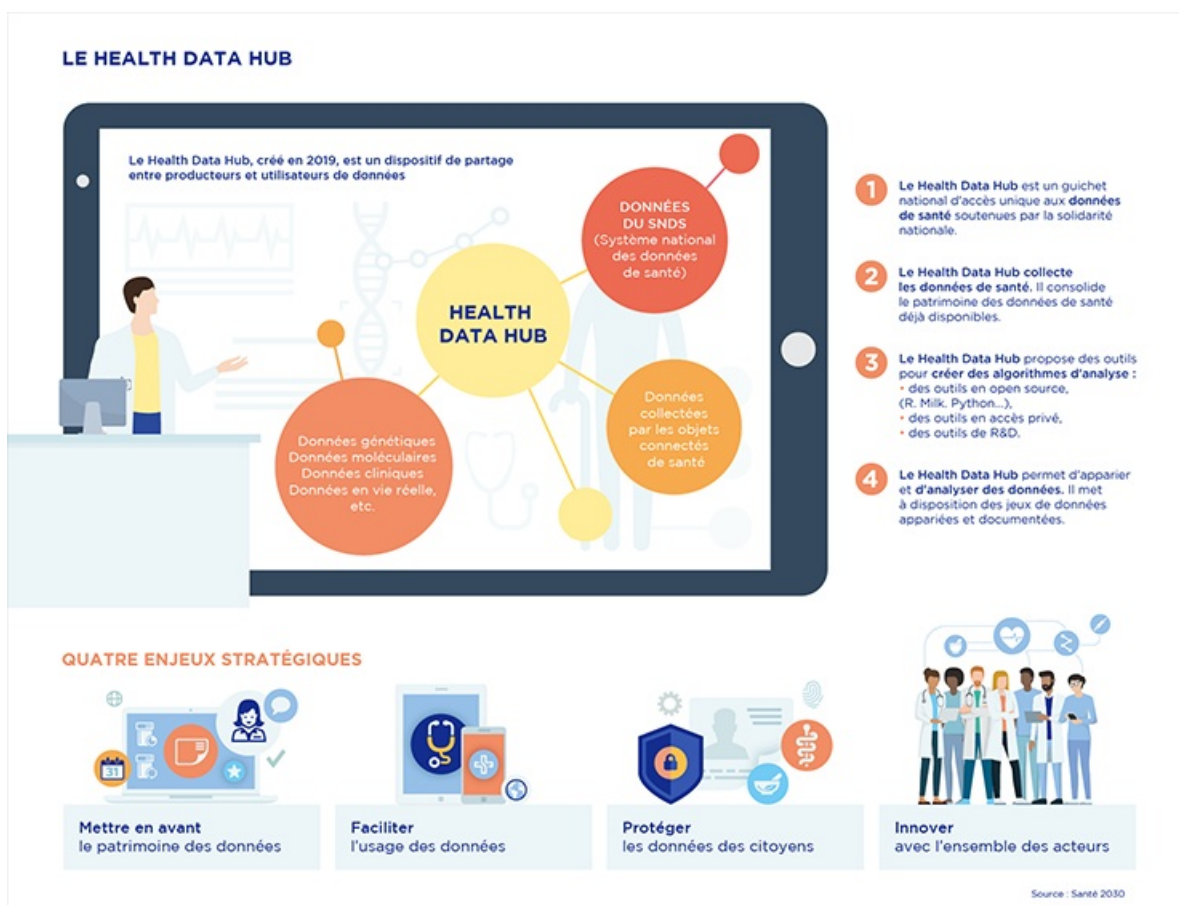 LE HEALTH DATA HUB
Le Health Data Hub, créé en 2019, est un dispositif de partage
entre producteurs et utilisateurs de données
DONNÉES
DU SNDS
(Système national
des données
de santé)
HEALTH
DATA HUB
Données
collectées
par les objets
connectés
de santé
Données génétiques
Données moléculaires
Données cliniques
Données en vie réelle,
etc.
1
Le Health Data Hub est un guichet
national d'accès unique aux données
de santé soutenues par la solidarité
nationale.
2
Le Health Data Hub collecte
les données de santé. Il consolide
le patrimoine des données de santé
déjà disponibles.
3
Le Health Data Hub propose des outils
pour créer des algorithmes d'analyse :
• des outils en open source,
(R. Milk. Python...),
• des outils en accès privé,
• des outils de R&D.
4
Le Health Data Hub permet d'apparier
et d'analyser des données. Il met
à disposition des jeux de données
appariées et documentées.
QUATRE ENJEUX STRATÉGIQUES
31
Mettre en avant
le patrimoine des données
Faciliter
l'usage des données
Protéger
les données des citoyens
Innover
avec l'ensemble des acteurs
Source : Santé 2030